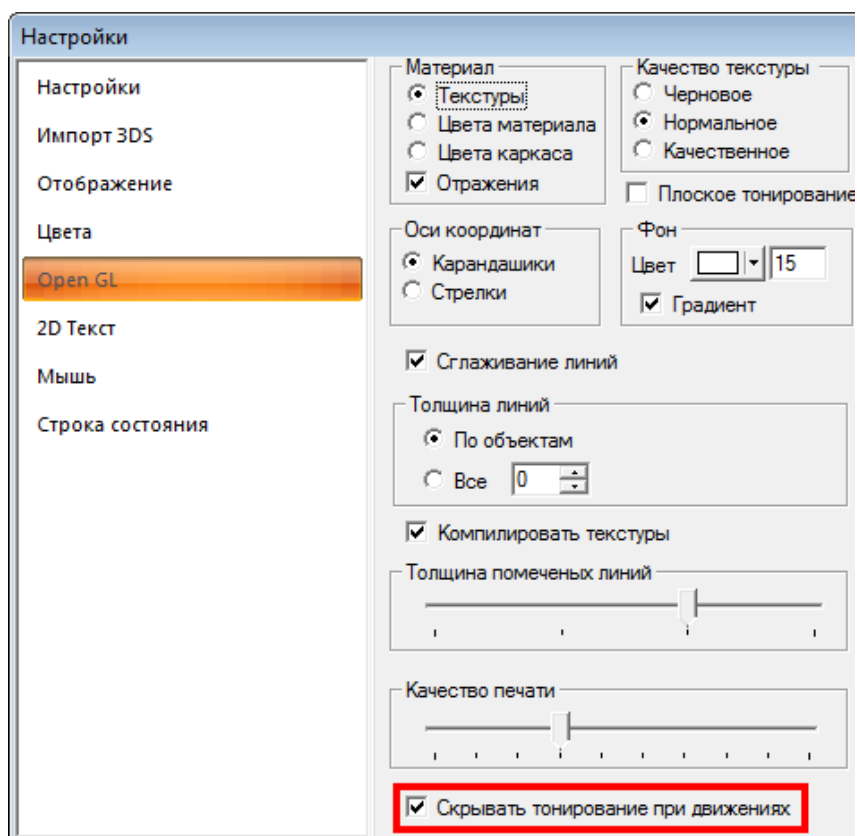 Настройки
Настройки
Импорт 3DS
Отображение
Цвета
Open GL
2D Текст
Мышь
Строка состояния
Материал
Текстуры
Цвета материала
Цвета каркаса
Отражения
Качество текстуры
Черновое
Нормальное
Качественное
Плоское тонирование
Оси координат
Карандашики
Стрелки
Фон
Цвет 15
Градиент
Сглаживание линий
Толщина линий
По объектам
Все 0
Компилировать текстуры
Толщина помеченых линий
Качество печати
Скрывать тонирование при движениях